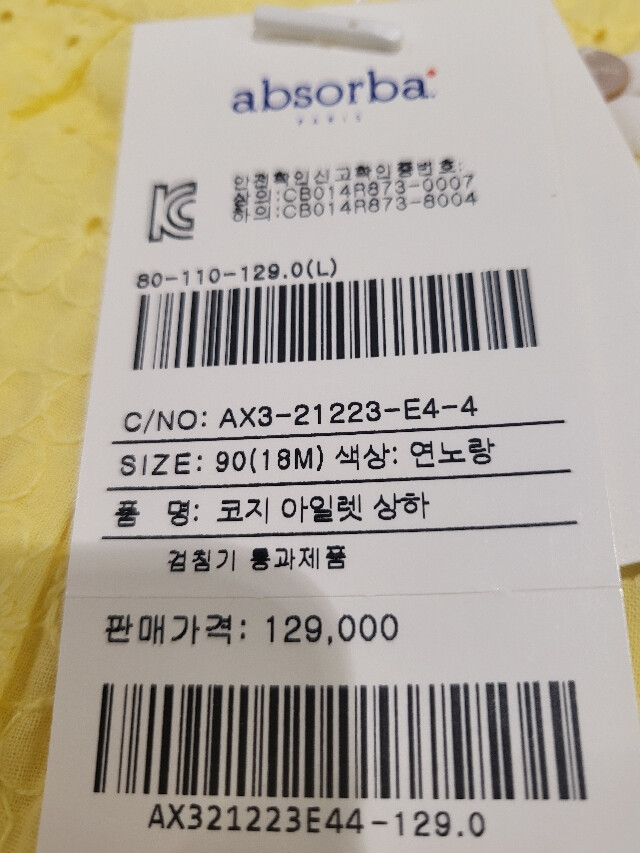 absorba
PARIS
안전확인신고확인증번호:
상의:CB014R873-0007
하의:CB014R873-8004
80-110-129.0(L)
C/NO: AX3-21223-E4-4
SIZE: 90(18M) 색상: 연노랑
품 명: 코지 아일렛 상하
검침기 통과제품
판매가격: 129,000
AX321223E44-129.0